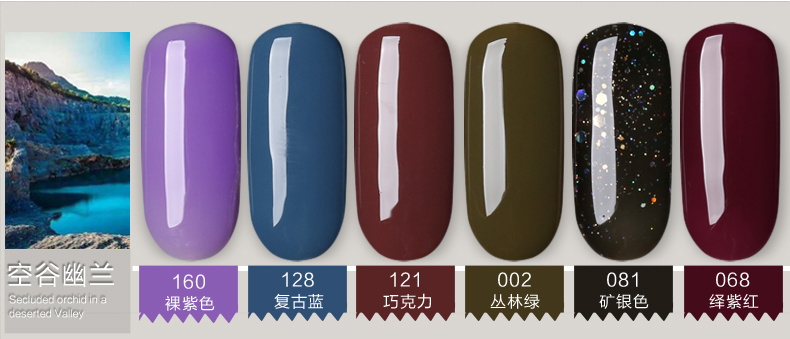 空谷幽兰
Secluded orchid in a
deserted Valley
160
裸紫色
128
复古蓝
121
巧克力
002
丛林绿
081
矿银色
068
绎紫红